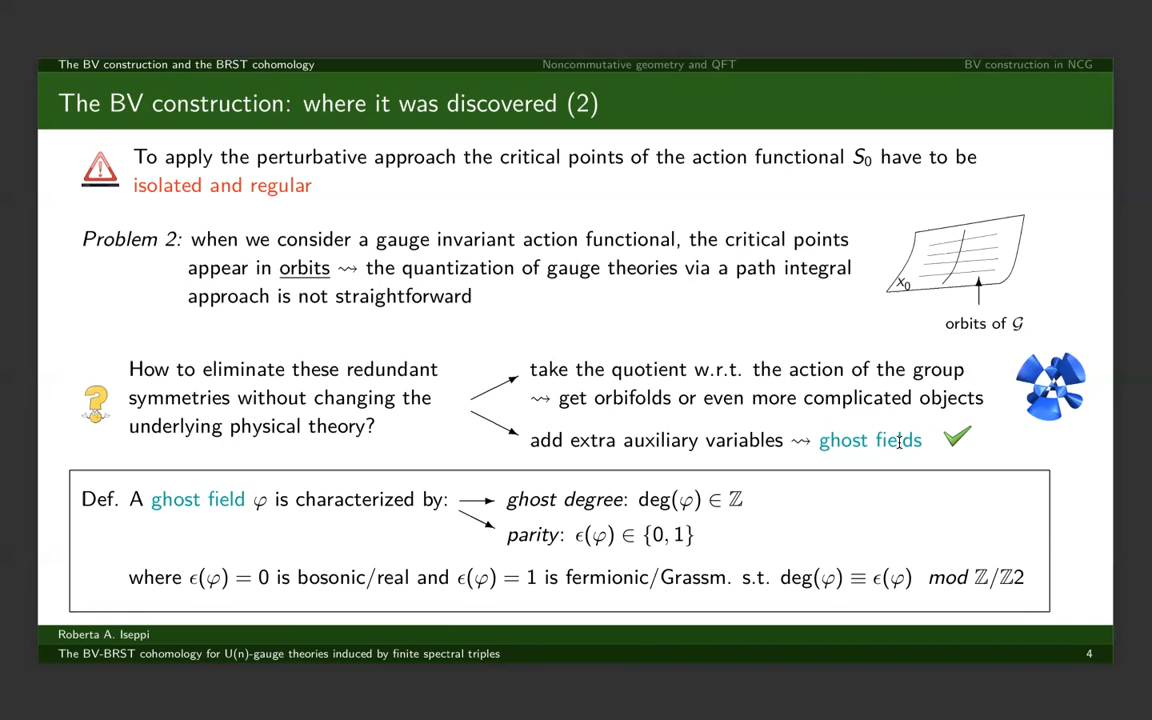 The BV construction and the BRST cohomology Noncommutative geometry and QFT BV construction in NCG
The BV construction: where it was discovered (2)
To apply the perturbative approach the critical points of the action functional S₀ have to be
isolated and regular
Problem 2: when we consider a gauge invariant action functional, the critical points
appear in orbits ⇝ the quantization of gauge theories via a path integral
approach is not straightforward
X₀
orbits of 𝒢
How to eliminate these redundant
symmetries without changing the
underlying physical theory?
take the quotient w.r.t. the action of the group
⇝ get orbifolds or even more complicated objects
add extra auxiliary variables ⇝ ghost fields
Def. A ghost field φ is characterized by: ghost degree: deg(φ) ∈ ℤ
parity: ϵ(φ) ∈ {0, 1}
where ϵ(φ) = 0 is bosonic/real and ϵ(φ) = 1 is fermionic/Grassm. s.t. deg(φ) ≡ ϵ(φ) mod ℤ/ℤ2
Roberta A. Iseppi
The BV-BRST cohomology for U(n)-gauge theories induced by finite spectral triples 4